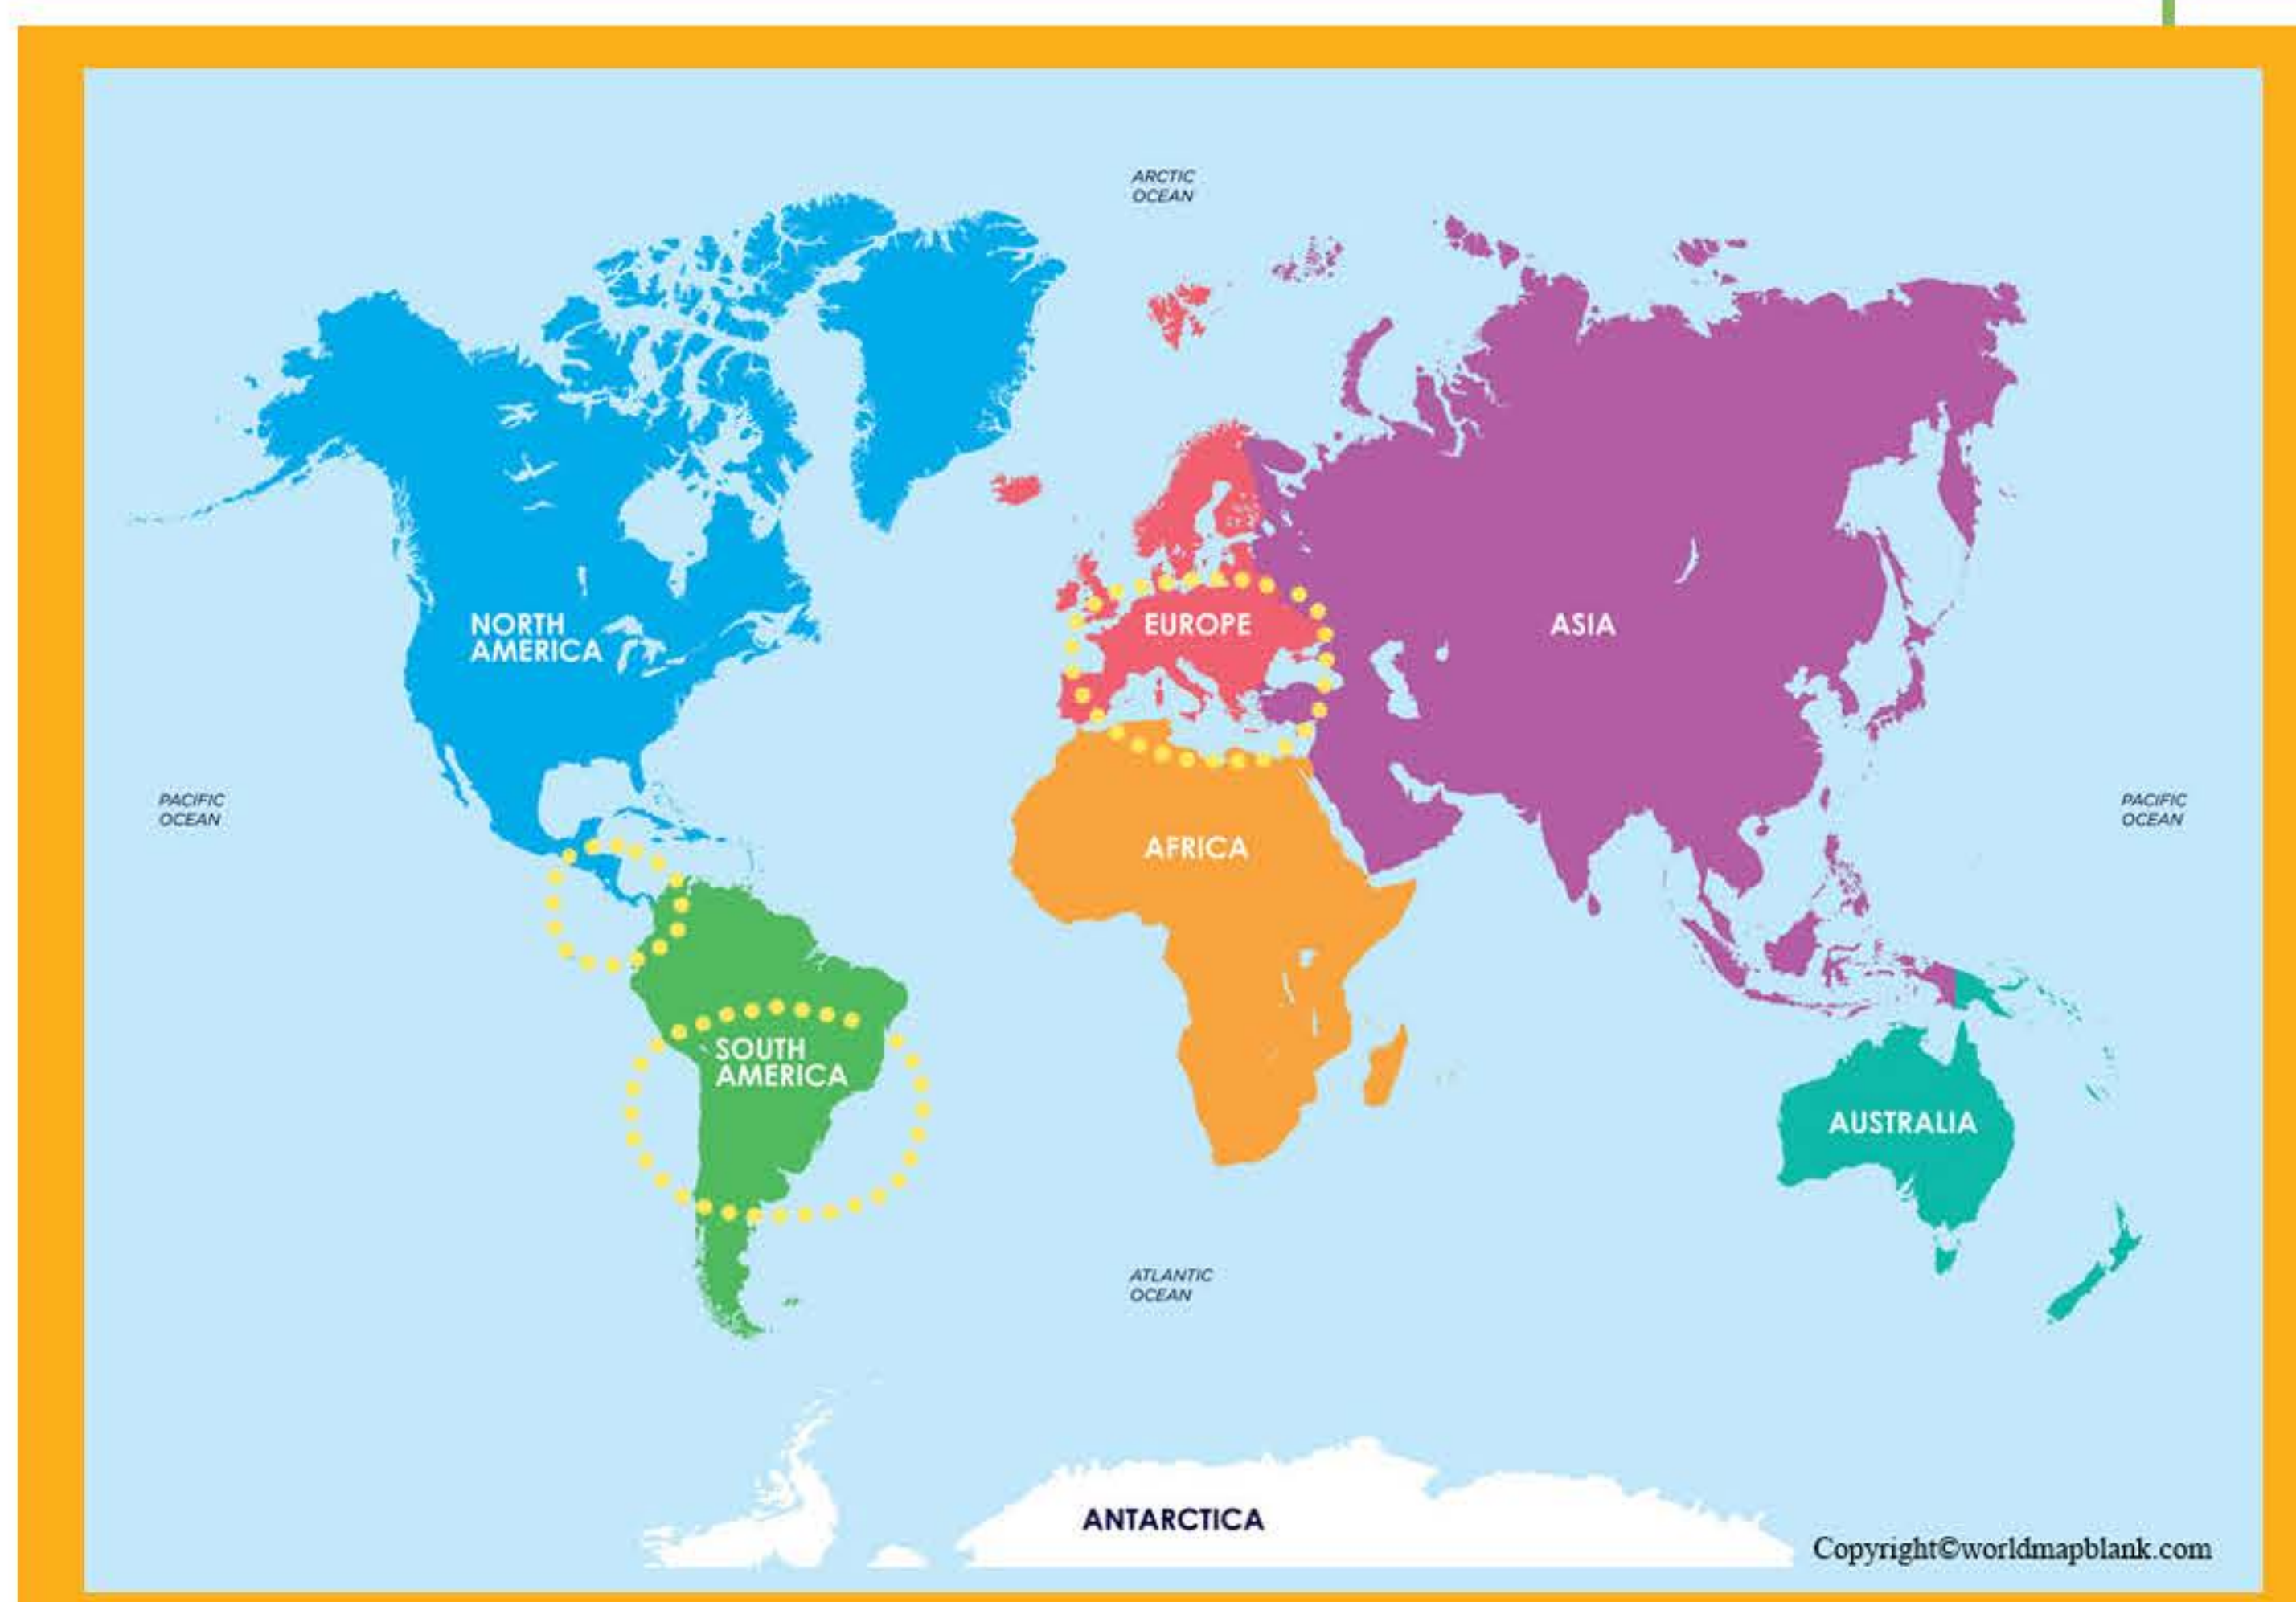 ARCTIC
OCEAN
NORTH
AMERICA
EUROPE
ASIA
PACIFIC
OCEAN
PACIFIC
OCEAN
AFRICA
SOUTH
AMERICA
AUSTRALIA
ATLANTIC
OCEAN
ANTARCTICA
Copyright©worldmapblank.com